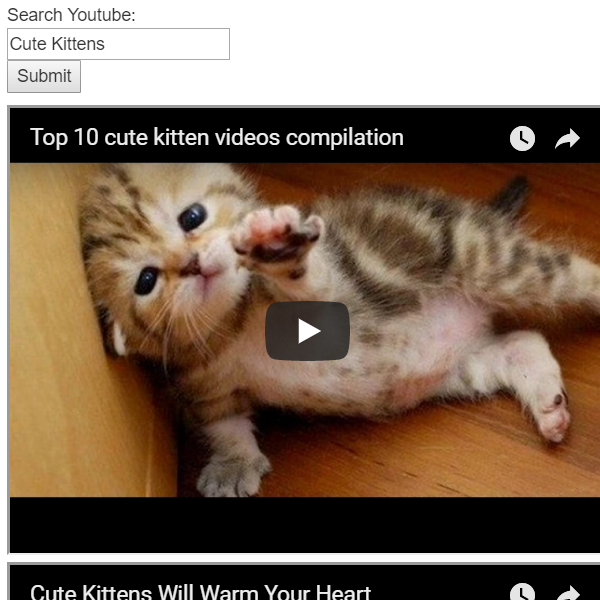 Search Youtube:
Cute Kittens
Submit
Top 10 cute kitten videos compilation
Cute Kittens Will Warm Your Heart